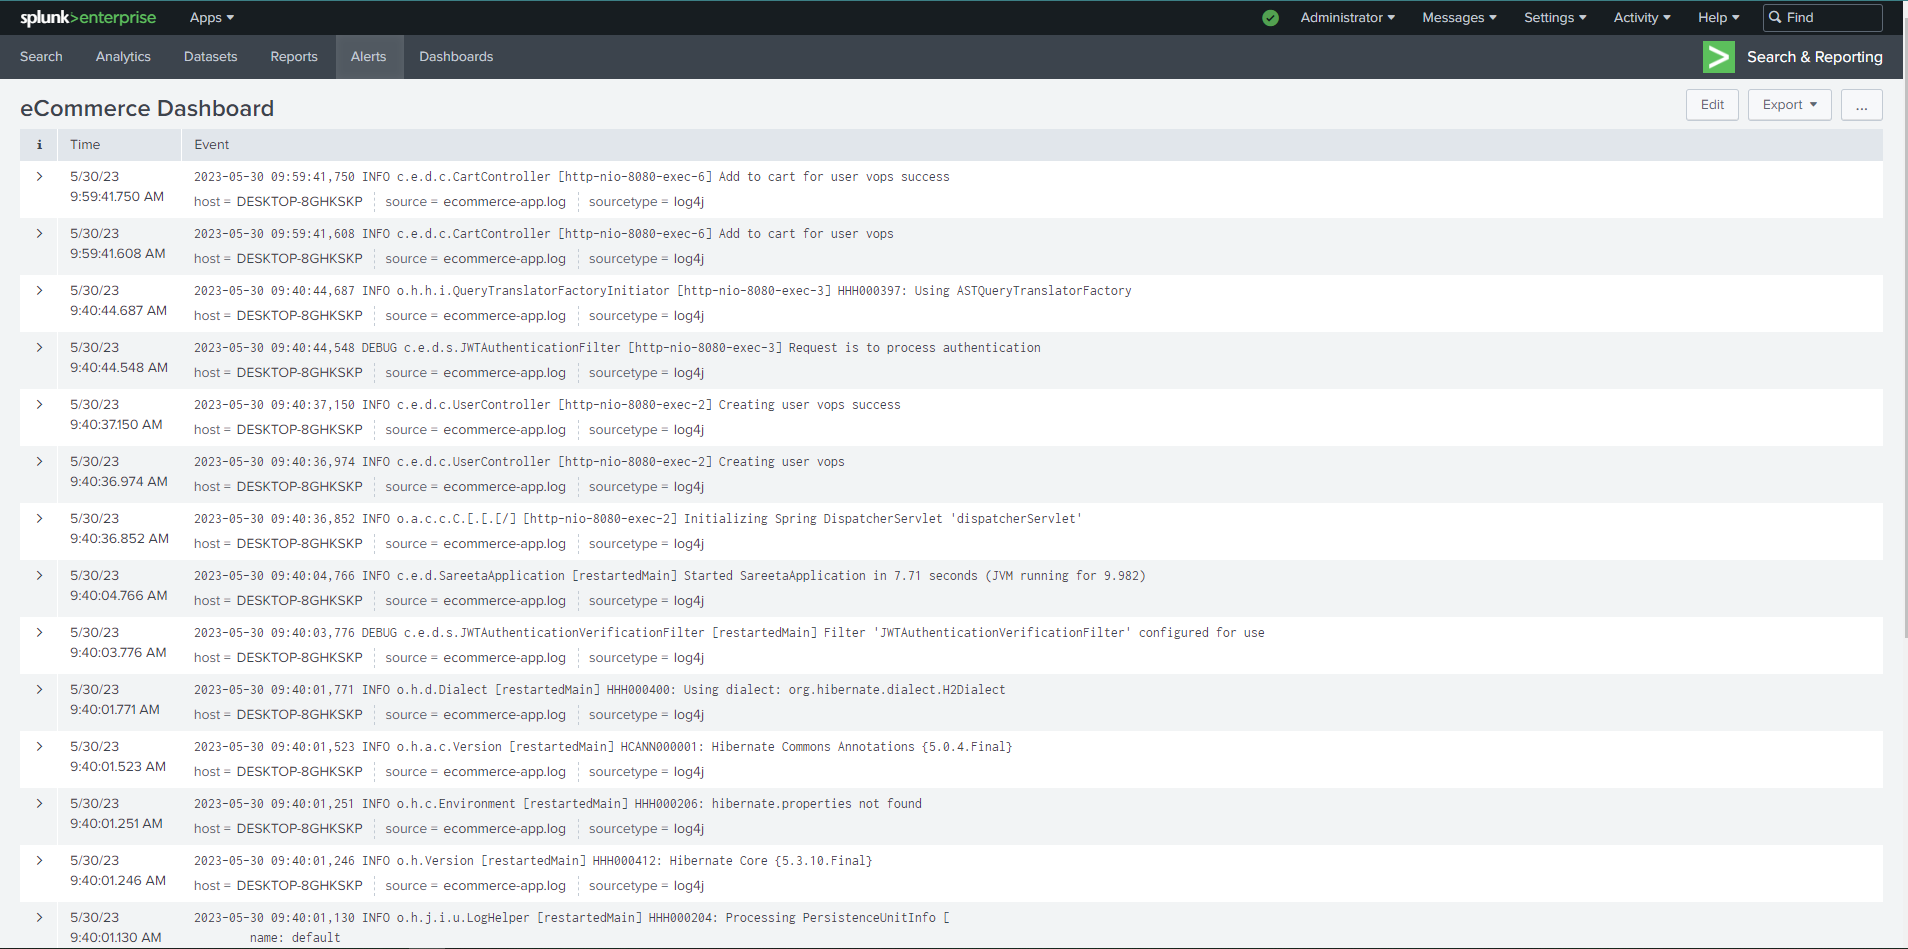 splunk>enterprise Apps Administrator Messages Settings Activity Help Find
Search Analytics Datasets Reports Alerts Dashboards Search & Reporting
eCommerce Dashboard Edit Export ...
i Time Event
5/30/23 2023-05-30 09:59:41,750 INFO c.e.d.c.CartController [http-nio-8080-exec-6] Add to cart for user vops success
9:59:41.750 AM host = DESKTOP-8GHKSKP source = ecommerce-app.log sourcetype = log4j
5/30/23 2023-05-30 09:59:41,608 INFO c.e.d.c.CartController [http-nio-8080-exec-6] Add to cart for user vops
9:59:41.608 AM host = DESKTOP-8GHKSKP source = ecommerce-app.log sourcetype = log4j
5/30/23 2023-05-30 09:40:44,687 INFO o.h.h.i.QueryTranslatorFactoryInitiator [http-nio-8080-exec-3] HHH000397: Using ASTQueryTranslatorFactory
9:40:44.687 AM host = DESKTOP-8GHKSKP source = ecommerce-app.log sourcetype = log4j
5/30/23 2023-05-30 09:40:44,548 DEBUG c.e.d.s.JWTAuthenticationFilter [http-nio-8080-exec-3] Request is to process authentication
9:40:44.548 AM host = DESKTOP-8GHKSKP source = ecommerce-app.log sourcetype = log4j
5/30/23 2023-05-30 09:40:37,150 INFO c.e.d.c.UserController [http-nio-8080-exec-2] Creating user vops success
9:40:37.150 AM host = DESKTOP-8GHKSKP source = ecommerce-app.log sourcetype = log4j
5/30/23 2023-05-30 09:40:36,974 INFO c.e.d.c.UserController [http-nio-8080-exec-2] Creating user vops
9:40:36.974 AM host = DESKTOP-8GHKSKP source = ecommerce-app.log sourcetype = log4j
5/30/23 2023-05-30 09:40:36,852 INFO o.a.c.c.C.[.[.[/] [http-nio-8080-exec-2] Initializing Spring DispatcherServlet 'dispatcherServlet'
9:40:36.852 AM host = DESKTOP-8GHKSKP source = ecommerce-app.log sourcetype = log4j
5/30/23 2023-05-30 09:40:04,766 INFO c.e.d.SareetaApplication [restartedMain] Started SareetaApplication in 7.71 seconds (JVM running for 9.982)
9:40:04.766 AM host = DESKTOP-8GHKSKP source = ecommerce-app.log sourcetype = log4j
5/30/23 2023-05-30 09:40:03,776 DEBUG c.e.d.s.JWTAuthenticationVerificationFilter [restartedMain] Filter 'JWTAuthenticationVerificationFilter' configured for use
9:40:03.776 AM host = DESKTOP-8GHKSKP source = ecommerce-app.log sourcetype = log4j
5/30/23 2023-05-30 09:40:01,771 INFO o.h.d.Dialect [restartedMain] HHH000400: Using dialect: org.hibernate.dialect.H2Dialect
9:40:01.771 AM host = DESKTOP-8GHKSKP source = ecommerce-app.log sourcetype = log4j
5/30/23 2023-05-30 09:40:01,523 INFO o.h.a.c.Version [restartedMain] HCANN000001: Hibernate Commons Annotations {5.0.4.Final}
9:40:01.523 AM host = DESKTOP-8GHKSKP source = ecommerce-app.log sourcetype = log4j
5/30/23 2023-05-30 09:40:01,251 INFO o.h.c.Environment [restartedMain] HHH000206: hibernate.properties not found
9:40:01.251 AM host = DESKTOP-8GHKSKP source = ecommerce-app.log sourcetype = log4j
5/30/23 2023-05-30 09:40:01,246 INFO o.h.Version [restartedMain] HHH000412: Hibernate Core {5.3.10.Final}
9:40:01.246 AM host = DESKTOP-8GHKSKP source = ecommerce-app.log sourcetype = log4j
5/30/23 2023-05-30 09:40:01,130 INFO o.h.j.i.u.LogHelper [restartedMain] HHH000204: Processing PersistenceUnitInfo [
9:40:01.130 AM name: default